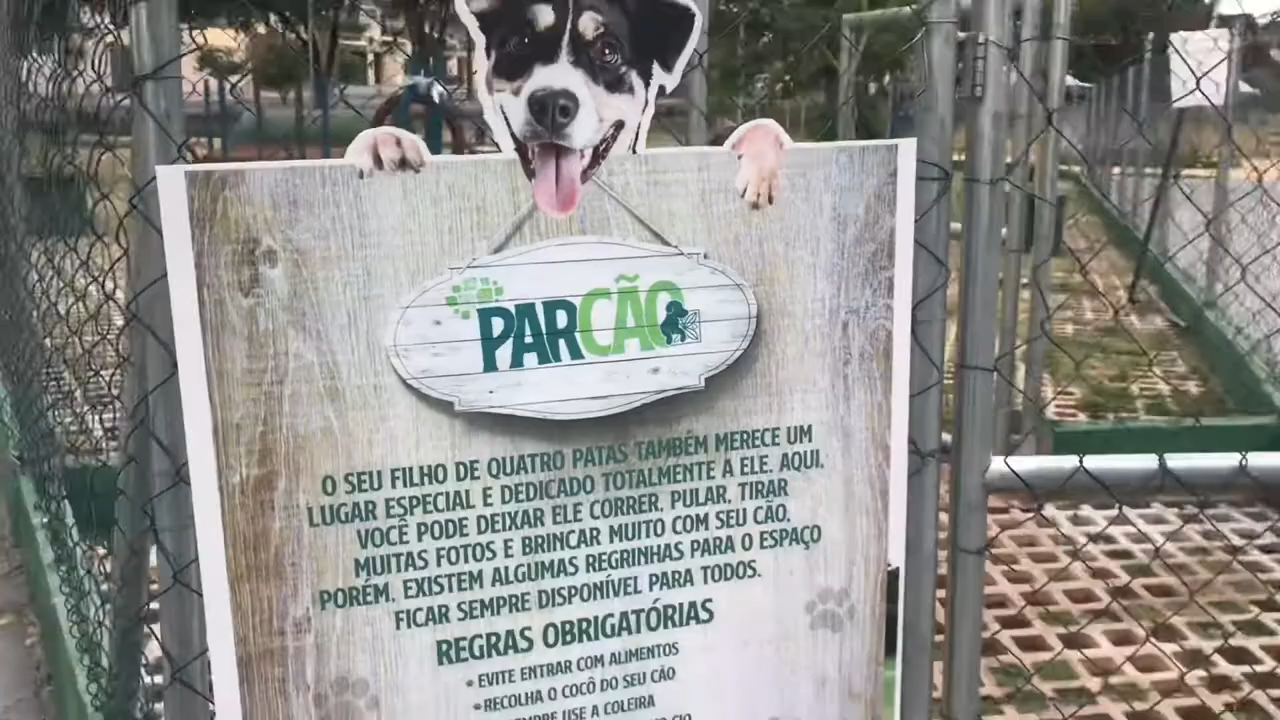 PARCÃO
O SEU FILHO DE QUATRO PATAS TAMBÉM MERECE UM
LUGAR ESPECIAL E DEDICADO TOTALMENTE A ELE. AQUI,
VOCÊ PODE DEIXAR ELE CORRER, PULAR, TIRAR
MUITAS FOTOS E BRINCAR MUITO COM SEU CÃO,
PORÉM, EXISTEM ALGUMAS REGRINHAS PARA O ESPAÇO
FICAR SEMPRE DISPONÍVEL PARA TODOS.
REGRAS OBRIGATÓRIAS
• EVITE ENTRAR COM ALIMENTOS
• RECOLHA O COCÔ DO SEU CÃO
USE A COLEIRA
CIO